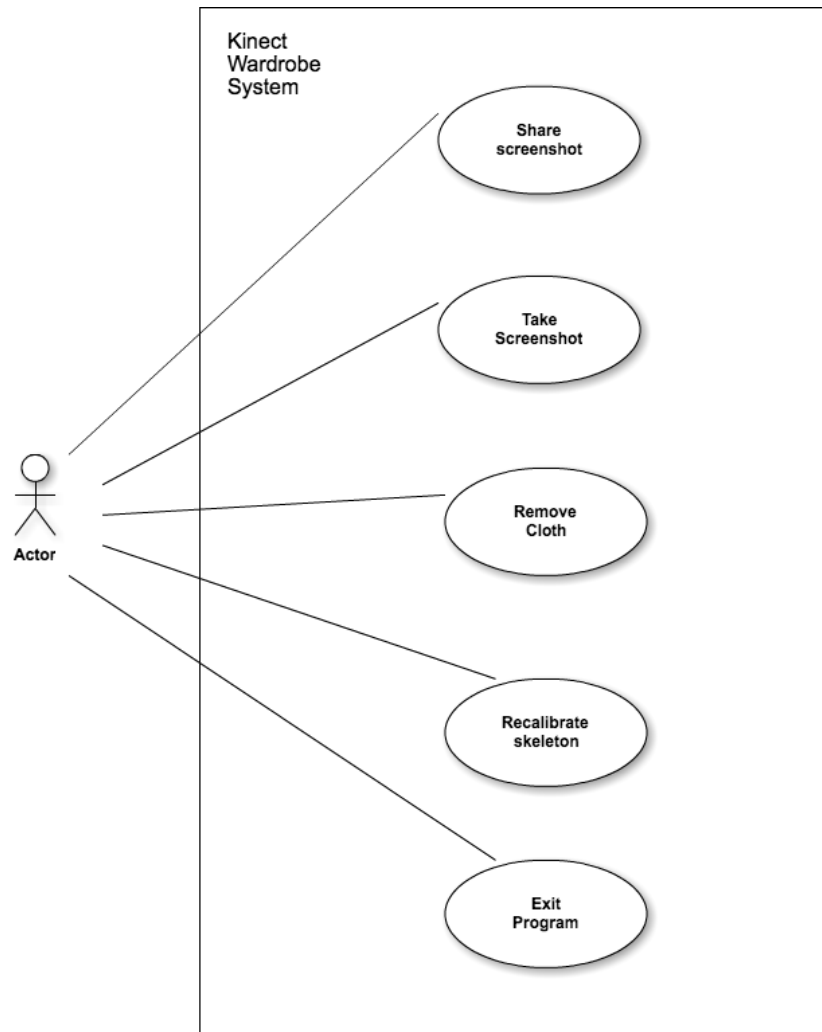 Kinect
Wardrobe
System
Share
screenshot
Take
Screenshot
Remove
Cloth
Actor
Recalibrate
skeleton
Exit
Program